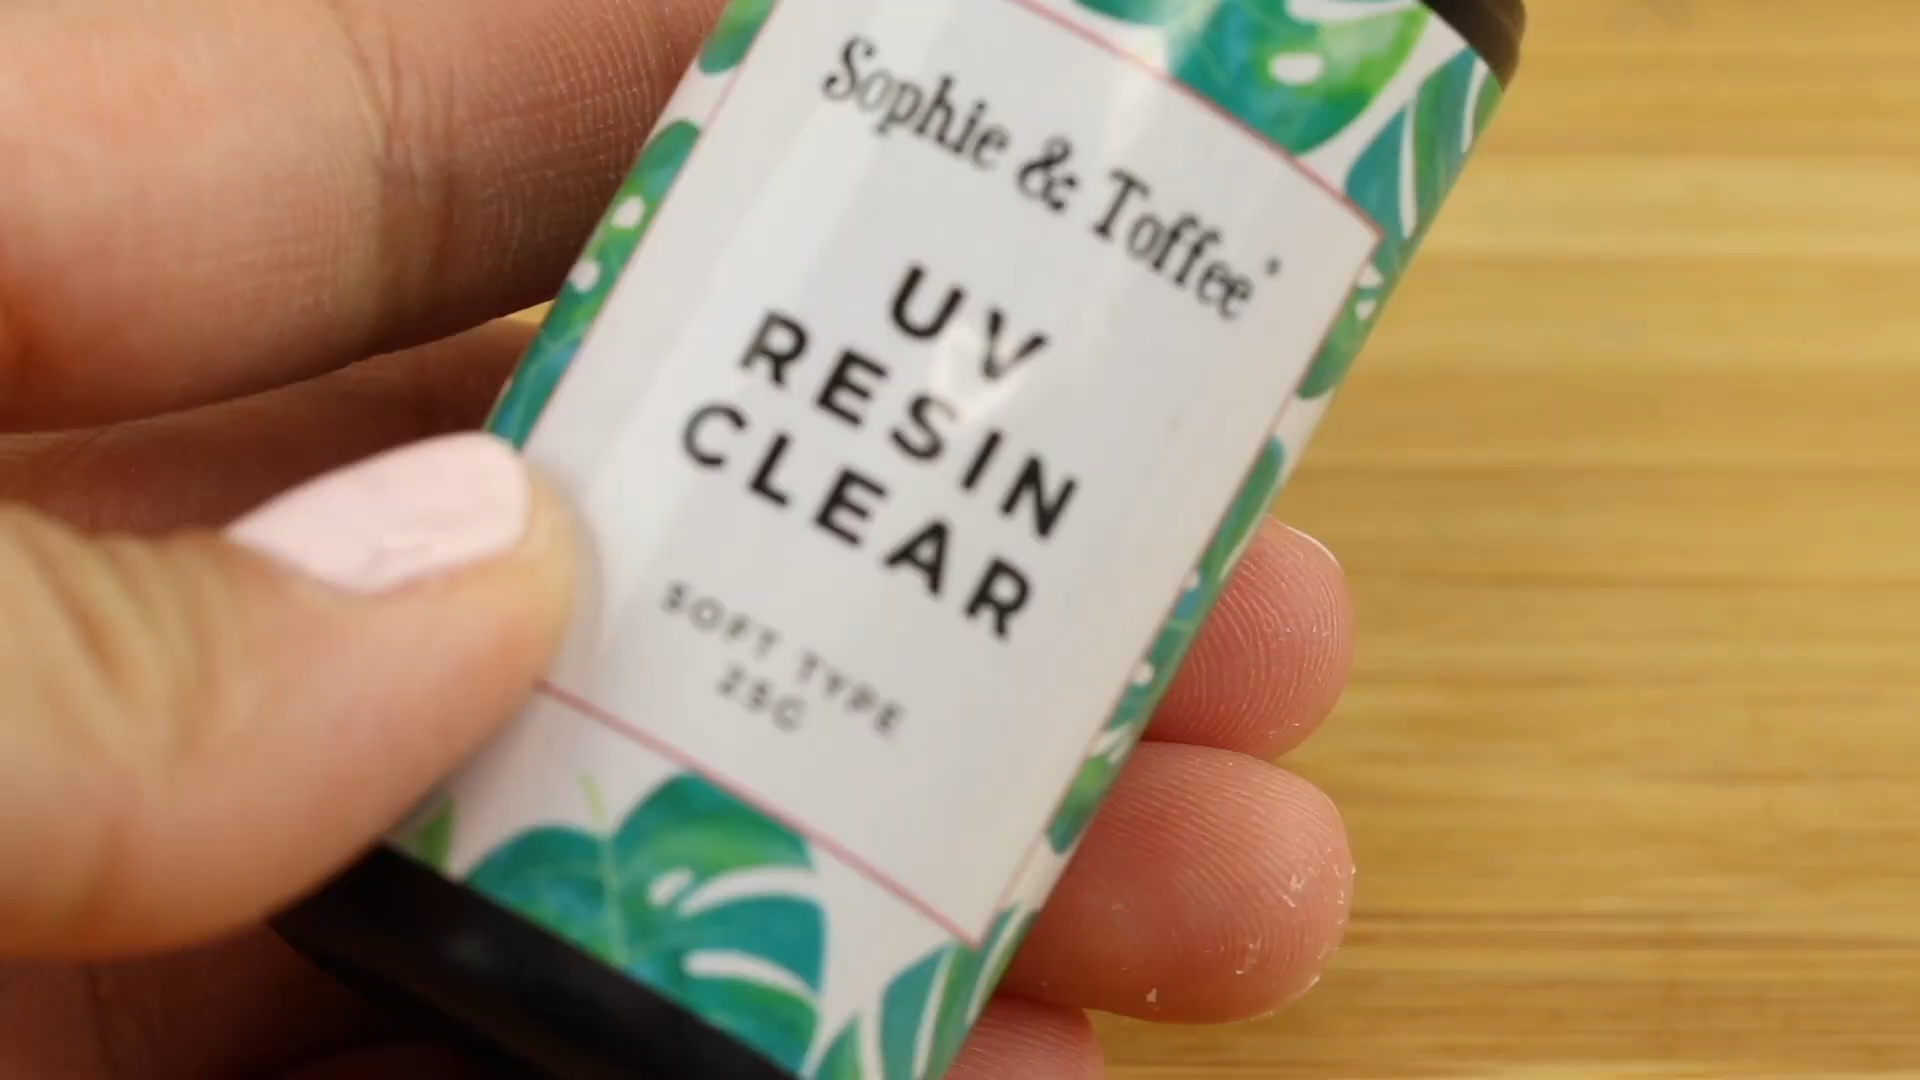 Sophie & Toffee
UV
RESIN
CLEAR
SOFT TYPE
25G